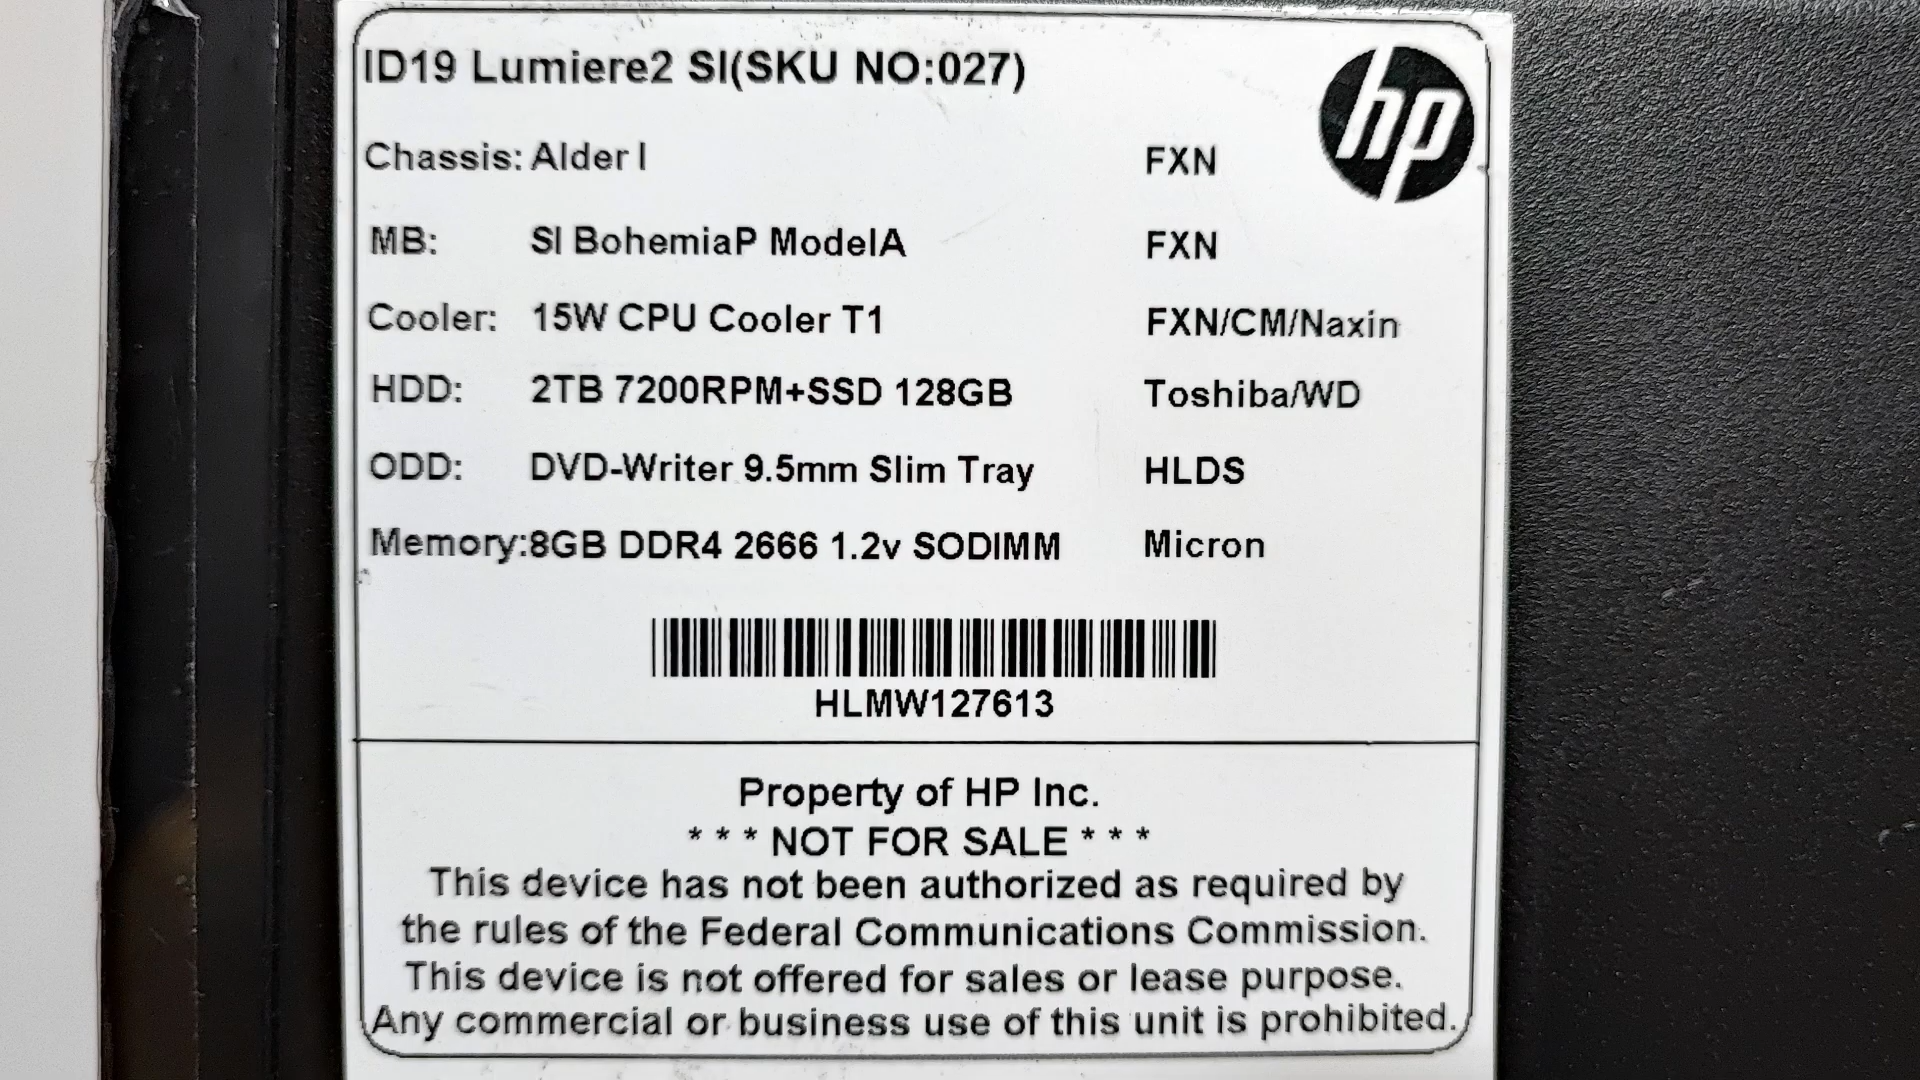 ID19 Lumiere2 SI(SKU NO:027)
hp
Chassis: Alder I FXN
MB: SI BohemiaP ModelA FXN
Cooler: 15W CPU Cooler T1 FXN/CM/Naxin
HDD: 2TB 7200RPM+SSD 128GB Toshiba/WD
ODD: DVD-Writer 9.5mm Slim Tray HLDS
Memory:8GB DDR4 2666 1.2v SODIMM Micron
HLMW127613
Property of HP Inc.
* * * NOT FOR SALE * * *
This device has not been authorized as required by
the rules of the Federal Communications Commission.
This device is not offered for sales or lease purpose.
Any commercial or business use of this unit is prohibited.